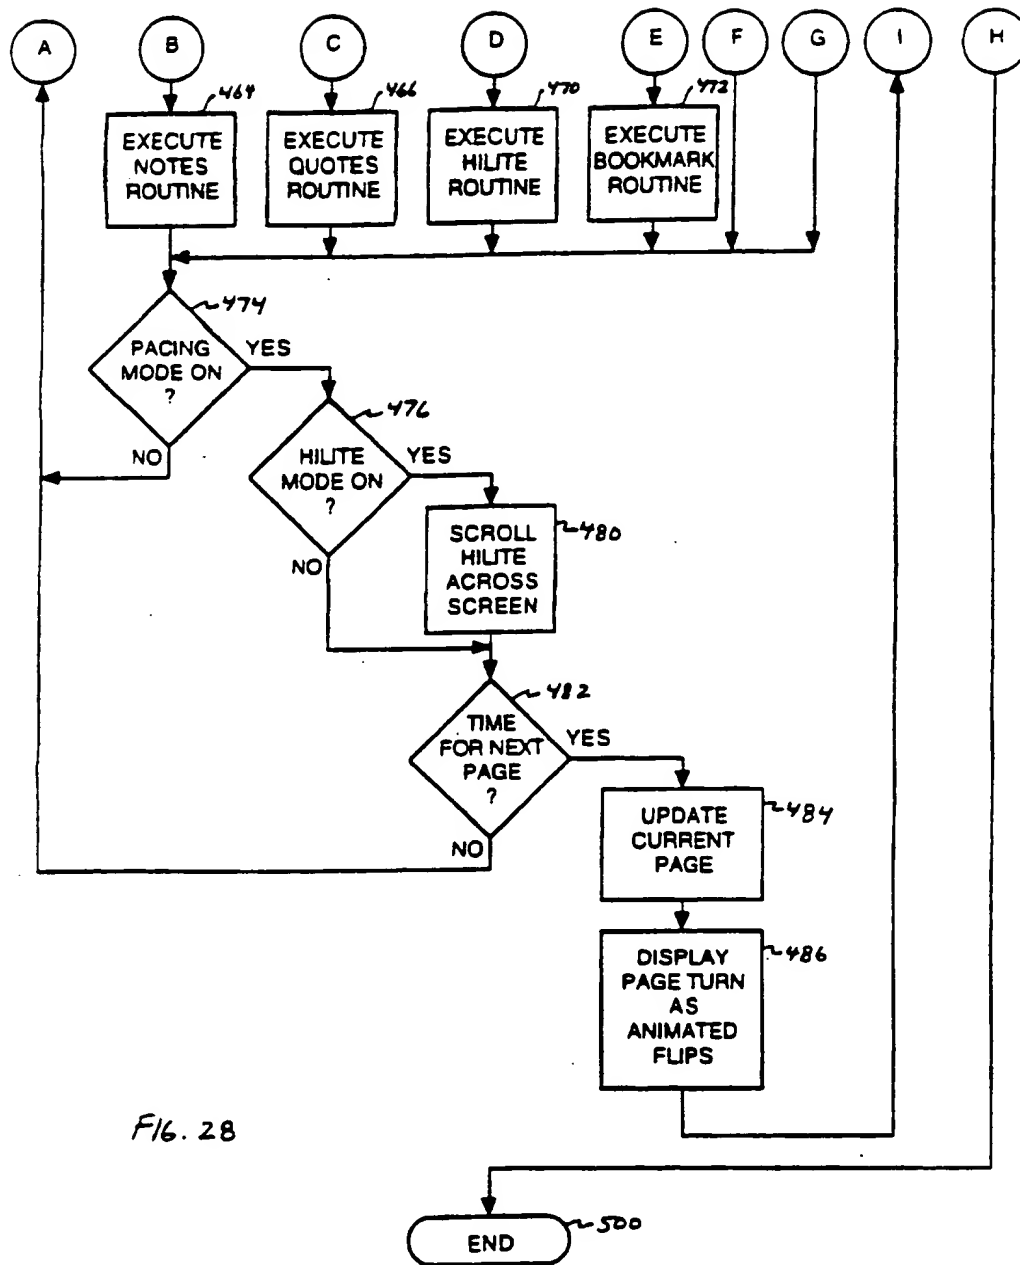 A
B
C
D
E
F
G
I
H
464
466
470
472
EXECUTE
NOTES
ROUTINE
EXECUTE
QUOTES
ROUTINE
EXECUTE
HILITE
ROUTINE
EXECUTE
BOOKMARK
ROUTINE
474
PACING
MODE ON
?
YES
NO
476
HILITE
MODE ON
?
YES
NO
480
SCROLL
HILITE
ACROSS
SCREEN
482
TIME
FOR NEXT
PAGE
?
YES
NO
484
UPDATE
CURRENT
PAGE
486
DISPLAY
PAGE TURN
AS
ANIMATED
FLIPS
FIG. 28
500
END